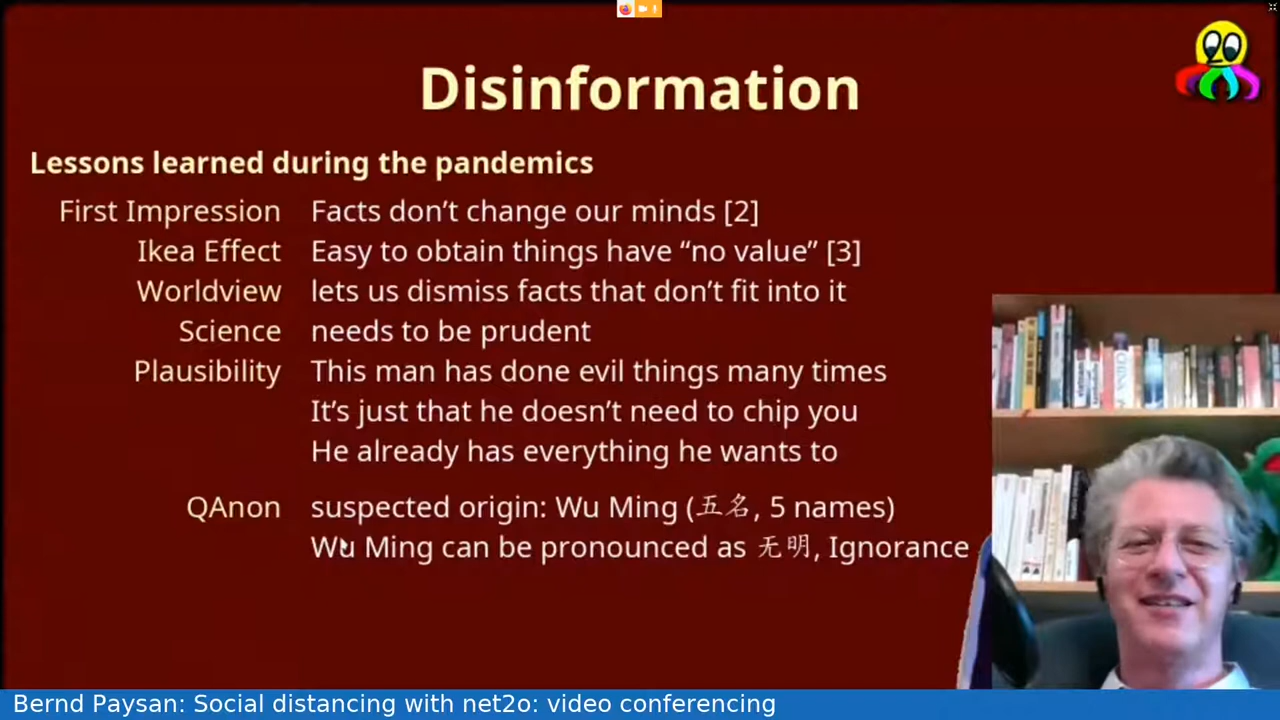 Disinformation
Lessons learned during the pandemics
First Impression Facts don’t change our minds [2]
Ikea Effect Easy to obtain things have “no value” [3]
Worldview lets us dismiss facts that don’t fit into it
Science needs to be prudent
Plausibility This man has done evil things many times
It’s just that he doesn’t need to chip you
He already has everything he wants to
QAnon suspected origin: Wu Ming (五名, 5 names)
Wu Ming can be pronounced as 无明, Ignorance
Bernd Paysan: Social distancing with net2o: video conferencing